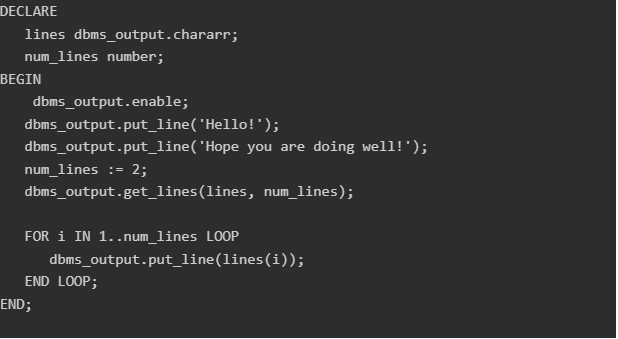 DECLARE
   lines dbms_output.chararr;
   num_lines number;
BEGIN
    dbms_output.enable;
   dbms_output.put_line('Hello!');
   dbms_output.put_line('Hope you are doing well!');
   num_lines := 2;
   dbms_output.get_lines(lines, num_lines);

   FOR i IN 1..num_lines LOOP
      dbms_output.put_line(lines(i));
   END LOOP;
END;